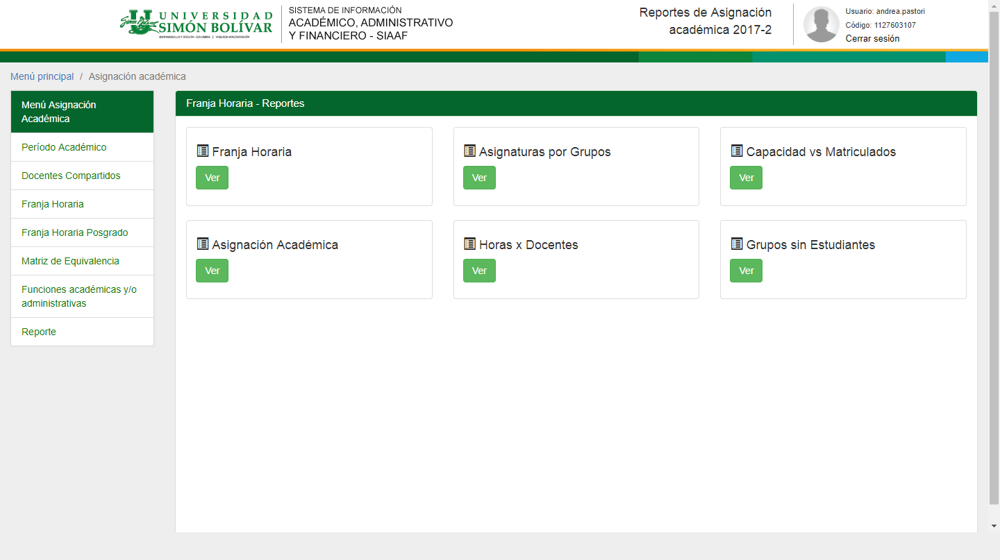 UNIVERSIDAD
SIMÓN BOLÍVAR
BARRANQUILLA Y CÚCUTA - COLOMBIA | VIGILADA MINEDUCACIÓN
SISTEMA DE INFORMACIÓN
ACADÉMICO, ADMINISTRATIVO
Y FINANCIERO - SIAAF
Reportes de Asignación
académica 2017-2
Usuario: andrea.pastori
Código: 1127603107
Cerrar sesión
Menú principal / Asignación académica
Menú Asignación
Académica
Período Académico
Docentes Compartidos
Franja Horaria
Franja Horaria Posgrado
Matriz de Equivalencia
Funciones académicas y/o
administrativas
Reporte
Franja Horaria - Reportes
Franja Horaria
Ver
Asignaturas por Grupos
Ver
Capacidad vs Matriculados
Ver
Asignación Académica
Ver
Horas x Docentes
Ver
Grupos sin Estudiantes
Ver